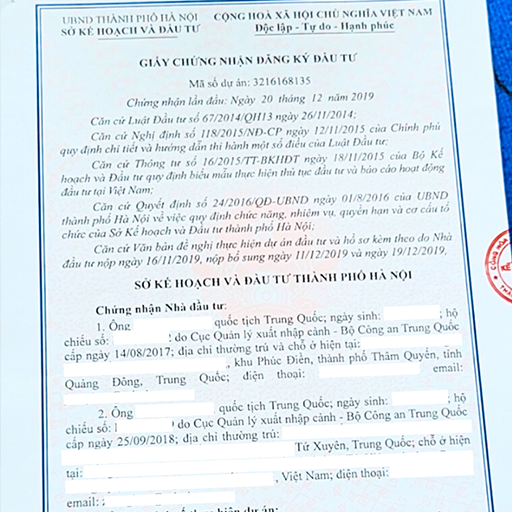 UBND THÀNH PHỐ HÀ NỘI
SỞ KẾ HOẠCH VÀ ĐẦU TƯ
CỘNG HOÀ XÃ HỘI CHỦ NGHĨA VIỆT NAM
Độc lập - Tự do - Hạnh phúc
GIẤY CHỨNG NHẬN ĐĂNG KÝ ĐẦU TƯ
Mã số dự án: 3216168135
Chứng nhận lần đầu: Ngày 20 tháng 12 năm 2019
Căn cứ Luật Đầu tư số 67/2014/QH13 ngày 26/11/2014;
Căn cứ Nghị định số 118/2015/NĐ-CP ngày 12/11/2015 của Chính phủ
quy định chi tiết và hướng dẫn thi hành một số điều của Luật Đầu tư;
Căn cứ Thông tư số 16/2015/TT-BKHĐT ngày 18/11/2015 của Bộ Kế
hoạch và Đầu tư quy định biểu mẫu thực hiện thủ tục đầu tư và báo cáo hoạt động
đầu tư tại Việt Nam;
Căn cứ Quyết định số 24/2016/QĐ-UBND ngày 01/8/2016 của UBND
thành phố Hà Nội về việc quy định chức năng, nhiệm vụ, quyền hạn và cơ cấu tổ
chức của Sở Kế hoạch và Đầu tư thành phố Hà Nội;
Căn cứ Văn bản đề nghị thực hiện dự án đầu tư và hồ sơ kèm theo do Nhà
đầu tư nộp ngày 16/11/2019, nộp bổ sung ngày 11/12/2019 và ngày 19/12/2019,
SỞ KẾ HOẠCH VÀ ĐẦU TƯ THÀNH PHỐ HÀ NỘI
Chứng nhận Nhà đầu tư:
1. Ông quốc tịch Trung Quốc; ngày sinh: ; hộ
chiếu số: ; do Cục Quản lý xuất nhập cảnh - Bộ Công an Trung Quốc
cấp ngày 14/08/2017; địa chỉ thường trú và chỗ ở hiện tại:
, khu Phúc Điền, thành phố Thâm Quyến, tỉnh
Quảng Đông, Trung Quốc; điện thoại: email:
2. Ông quốc tịch Trung Quốc; ngày sinh: ; hộ
chiếu số: do Cục Quản lý xuất nhập cảnh - Bộ Công an Trung Quốc
cấp ngày 25/09/2018; địa chỉ thường trú:
Tứ Xuyên, Trung Quốc; chỗ ở hiện
tại: , Việt Nam; điện thoại:
email: